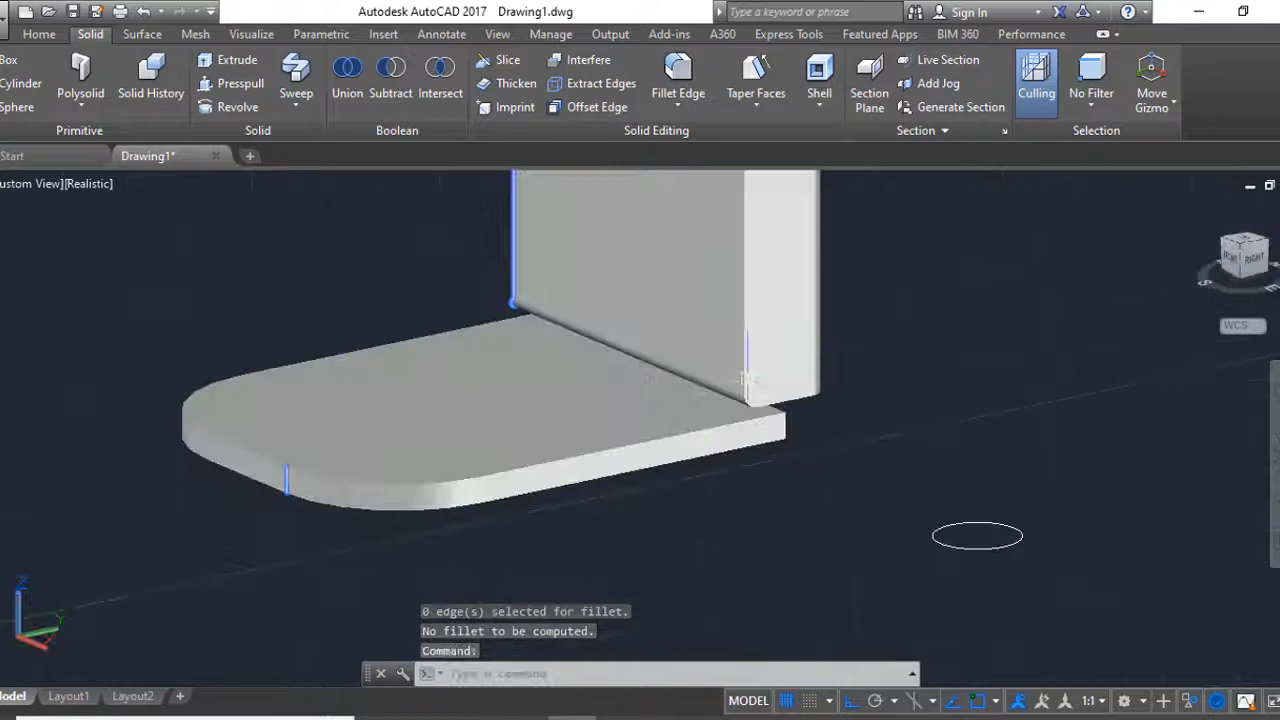 Autodesk AutoCAD 2017 Drawing1.dwg
Type a keyword or phrase
Sign In
Home Solid Surface Mesh Visualize Parametric Insert Annotate View Manage Output Add-ins A360 Express Tools Featured Apps BIM 360 Performance
Box
Cylinder
Sphere
Polysolid
Solid History
Extrude
Presspull
Revolve
Sweep
Union
Subtract
Intersect
Slice
Thicken
Imprint
Interfere
Extract Edges
Offset Edge
Fillet Edge
Taper Faces
Shell
Section
Plane
Live Section
Add Jog
Generate Section
Culling
No Filter
Move
Gizmo
Primitive
Solid
Boolean
Solid Editing
Section
Selection
Start
Drawing1*
ustom View][Realistic]
RIGHT
S
E
WCS
Z
Y
X
0 edge(s) selected for fillet.
No fillet to be computed.
Command:
Type a command
Model Layout1 Layout2
MODEL
1:1